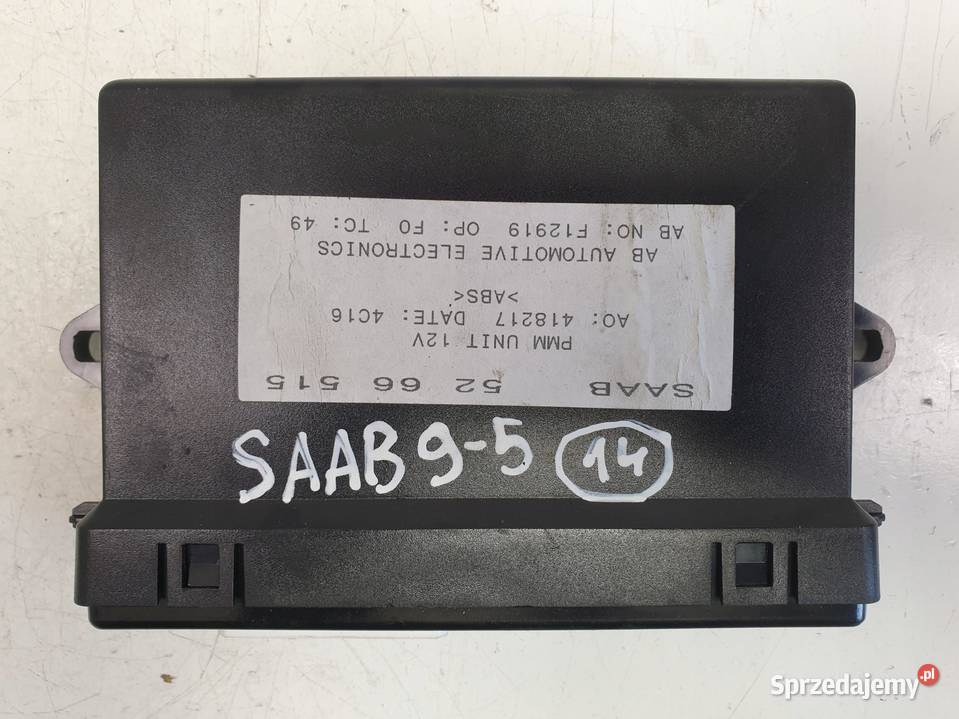 SAAB 52 66 515
PMM UNIT 12V
AO: 418217 DATE: 4C16
>ABS<
AB AUTOMOTIVE ELECTRONICS
AB NO: F12919 OP: F0 TC: 49
SAAB 9-5 14
Sprzedajemy.pl